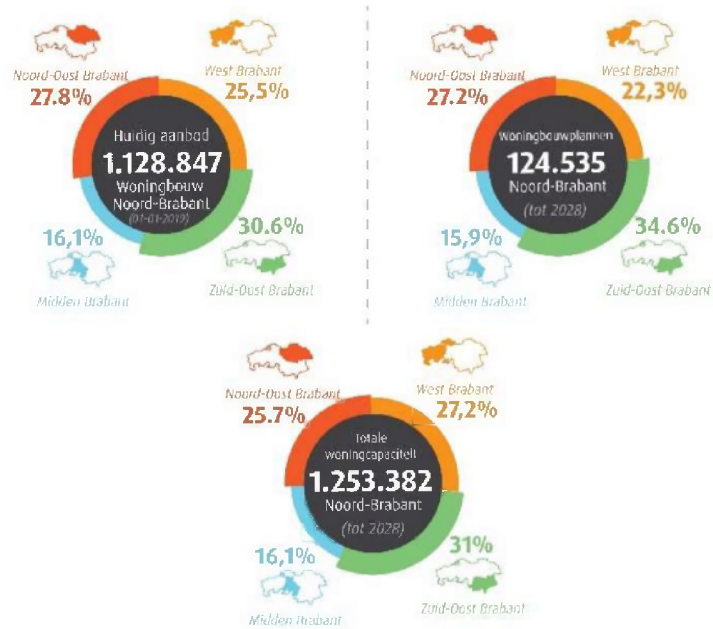 Noord-Oost Brabant
27.8%
West Brabant
25,5%
Huidig aanbod
1.128.847
Woningbouw
Noord-Brabant
(01-01-2019)
16,1%
Midden Brabant
30.6%
Zuid-Oost Brabant
Noord-Oost Brabant
27.2%
West Brabant
22,3%
Woningbouwplannen
124.535
Noord-Brabant
(tot 2028)
15,9%
Midden Brabant
34.6%
Zuid-Oost Brabant
Noord-Oost Brabant
25.7%
West Brabant
27,2%
Totale
woningcapaciteit
1.253.382
Noord-Brabant
(tot 2028)
16,1%
Midden Brabant
31%
Zuid-Oost Brabant